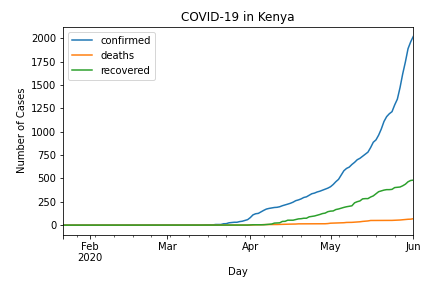 COVID-19 in Kenya
confirmed
deaths
recovered
Number of Cases
2000
1750
1500
1250
1000
750
500
250
0
Feb Mar Apr May Jun
2020
Day